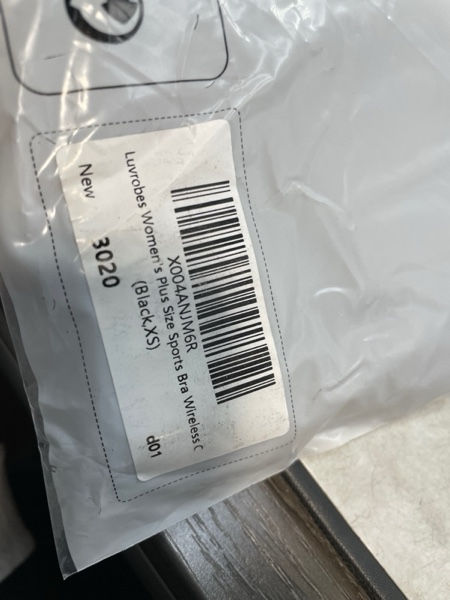 X004ANJM6R
Luvrobes Women's Plus Size Sports Bra Wireless C
(Black,XS)
New
3020
d01